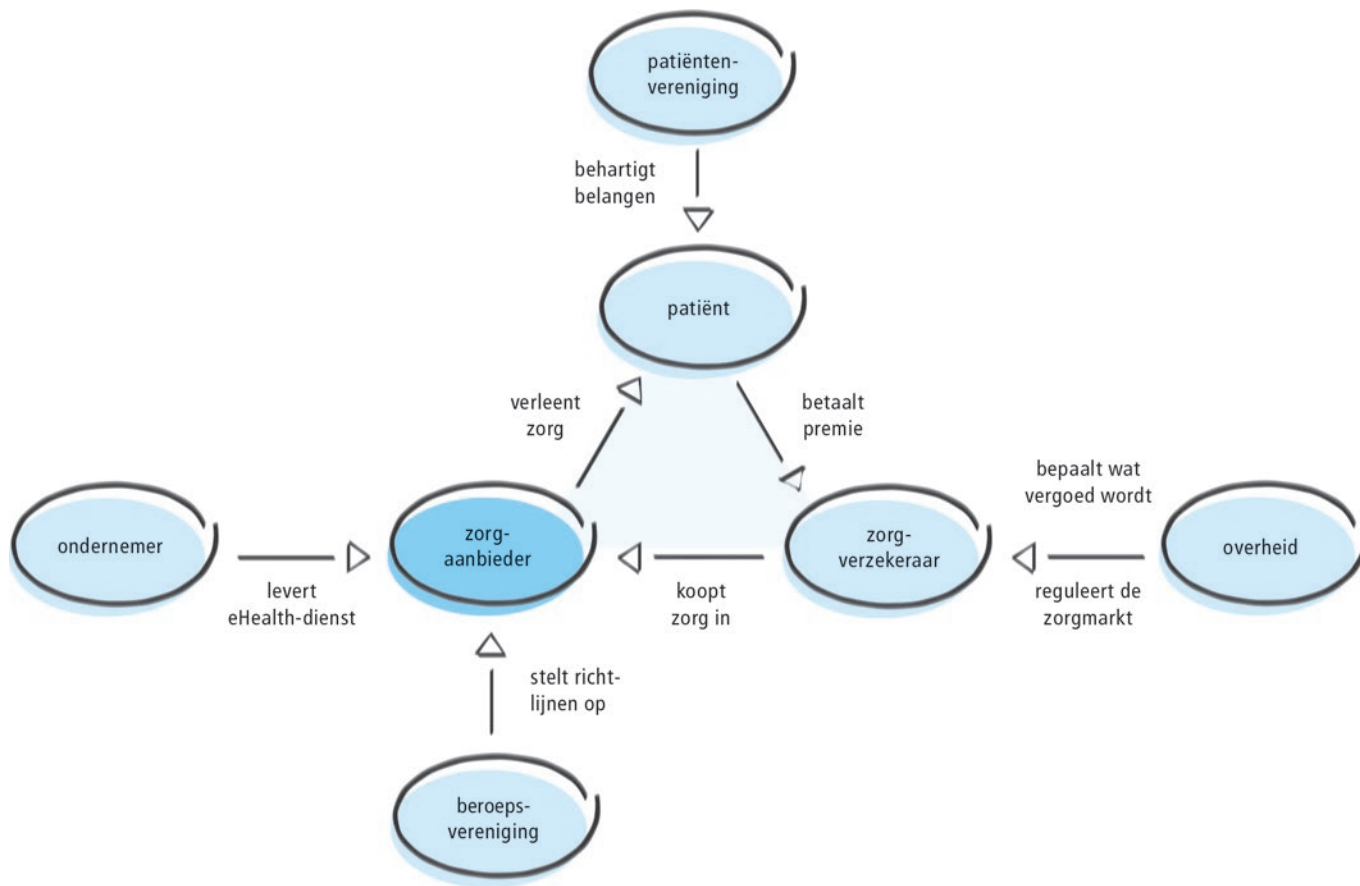 patiënten-
vereniging
behartigt
belangen
patiënt
verleent
zorg
betaalt
premie
bepaalt wat
vergoed wordt
ondernemer
zorg-
aanbieder
zorg-
verzekeraar
overheid
levert
eHealth-dienst
koopt
zorg in
reguleert de
zorgmarkt
stelt richt-
lijnen op
beroeps-
vereniging